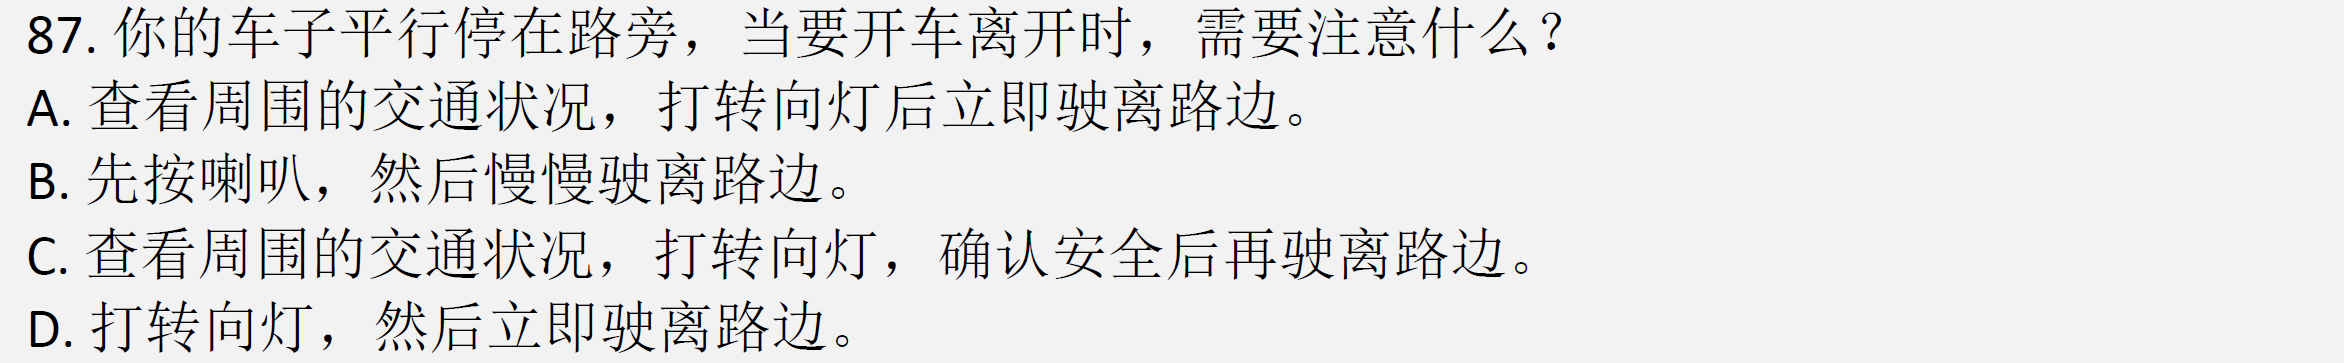 87. 你的车子平行停在路旁，当要开车离开时，需要注意什么？
A. 查看周围的交通状况，打转向灯后立即驶离路边。
B. 先按喇叭，然后慢慢驶离路边。
C. 查看周围的交通状况，打转向灯，确认安全后再驶离路边。
D. 打转向灯，然后立即驶离路边。